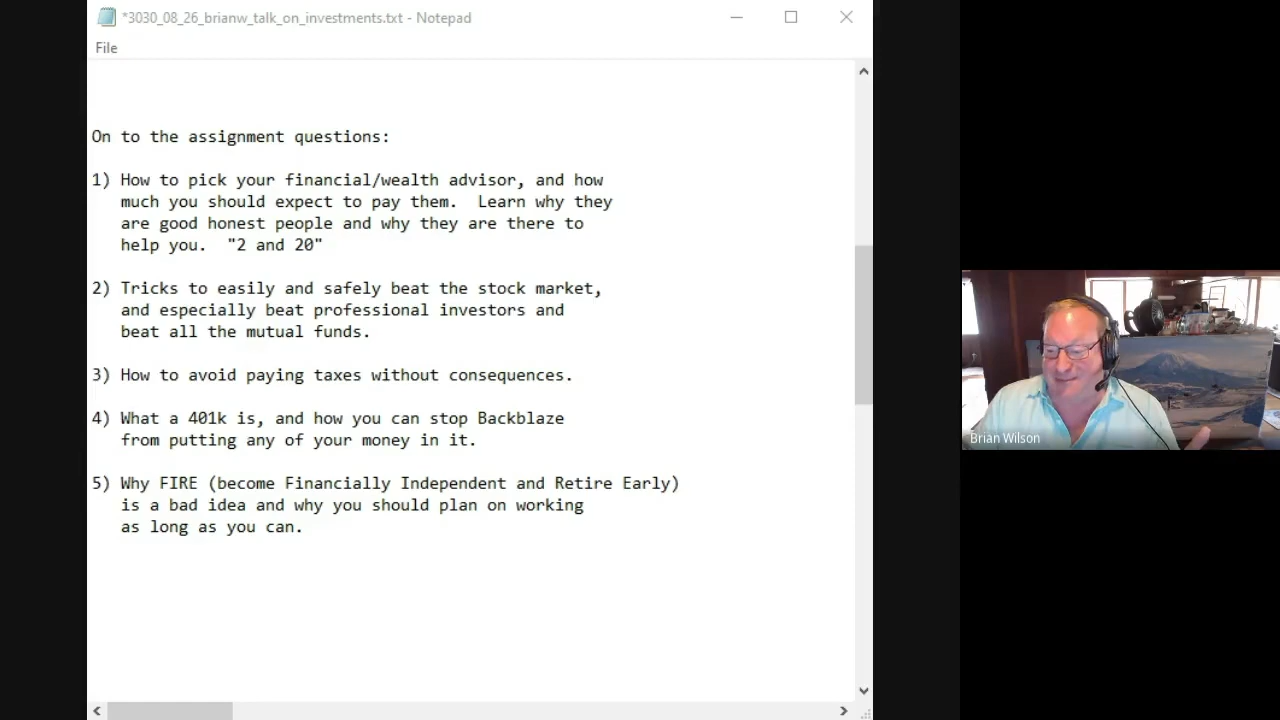 *3030_08_26_brianw_talk_on_investments.txt - Notepad
File
On to the assignment questions:
1) How to pick your financial/wealth advisor, and how
much you should expect to pay them.  Learn why they
are good honest people and why they are there to
help you.  "2 and 20"
2) Tricks to easily and safely beat the stock market,
and especially beat professional investors and
beat all the mutual funds.
3) How to avoid paying taxes without consequences.
4) What a 401k is, and how you can stop Backblaze
from putting any of your money in it.
5) Why FIRE (become Financially Independent and Retire Early)
is a bad idea and why you should plan on working
as long as you can.
Brian Wilson